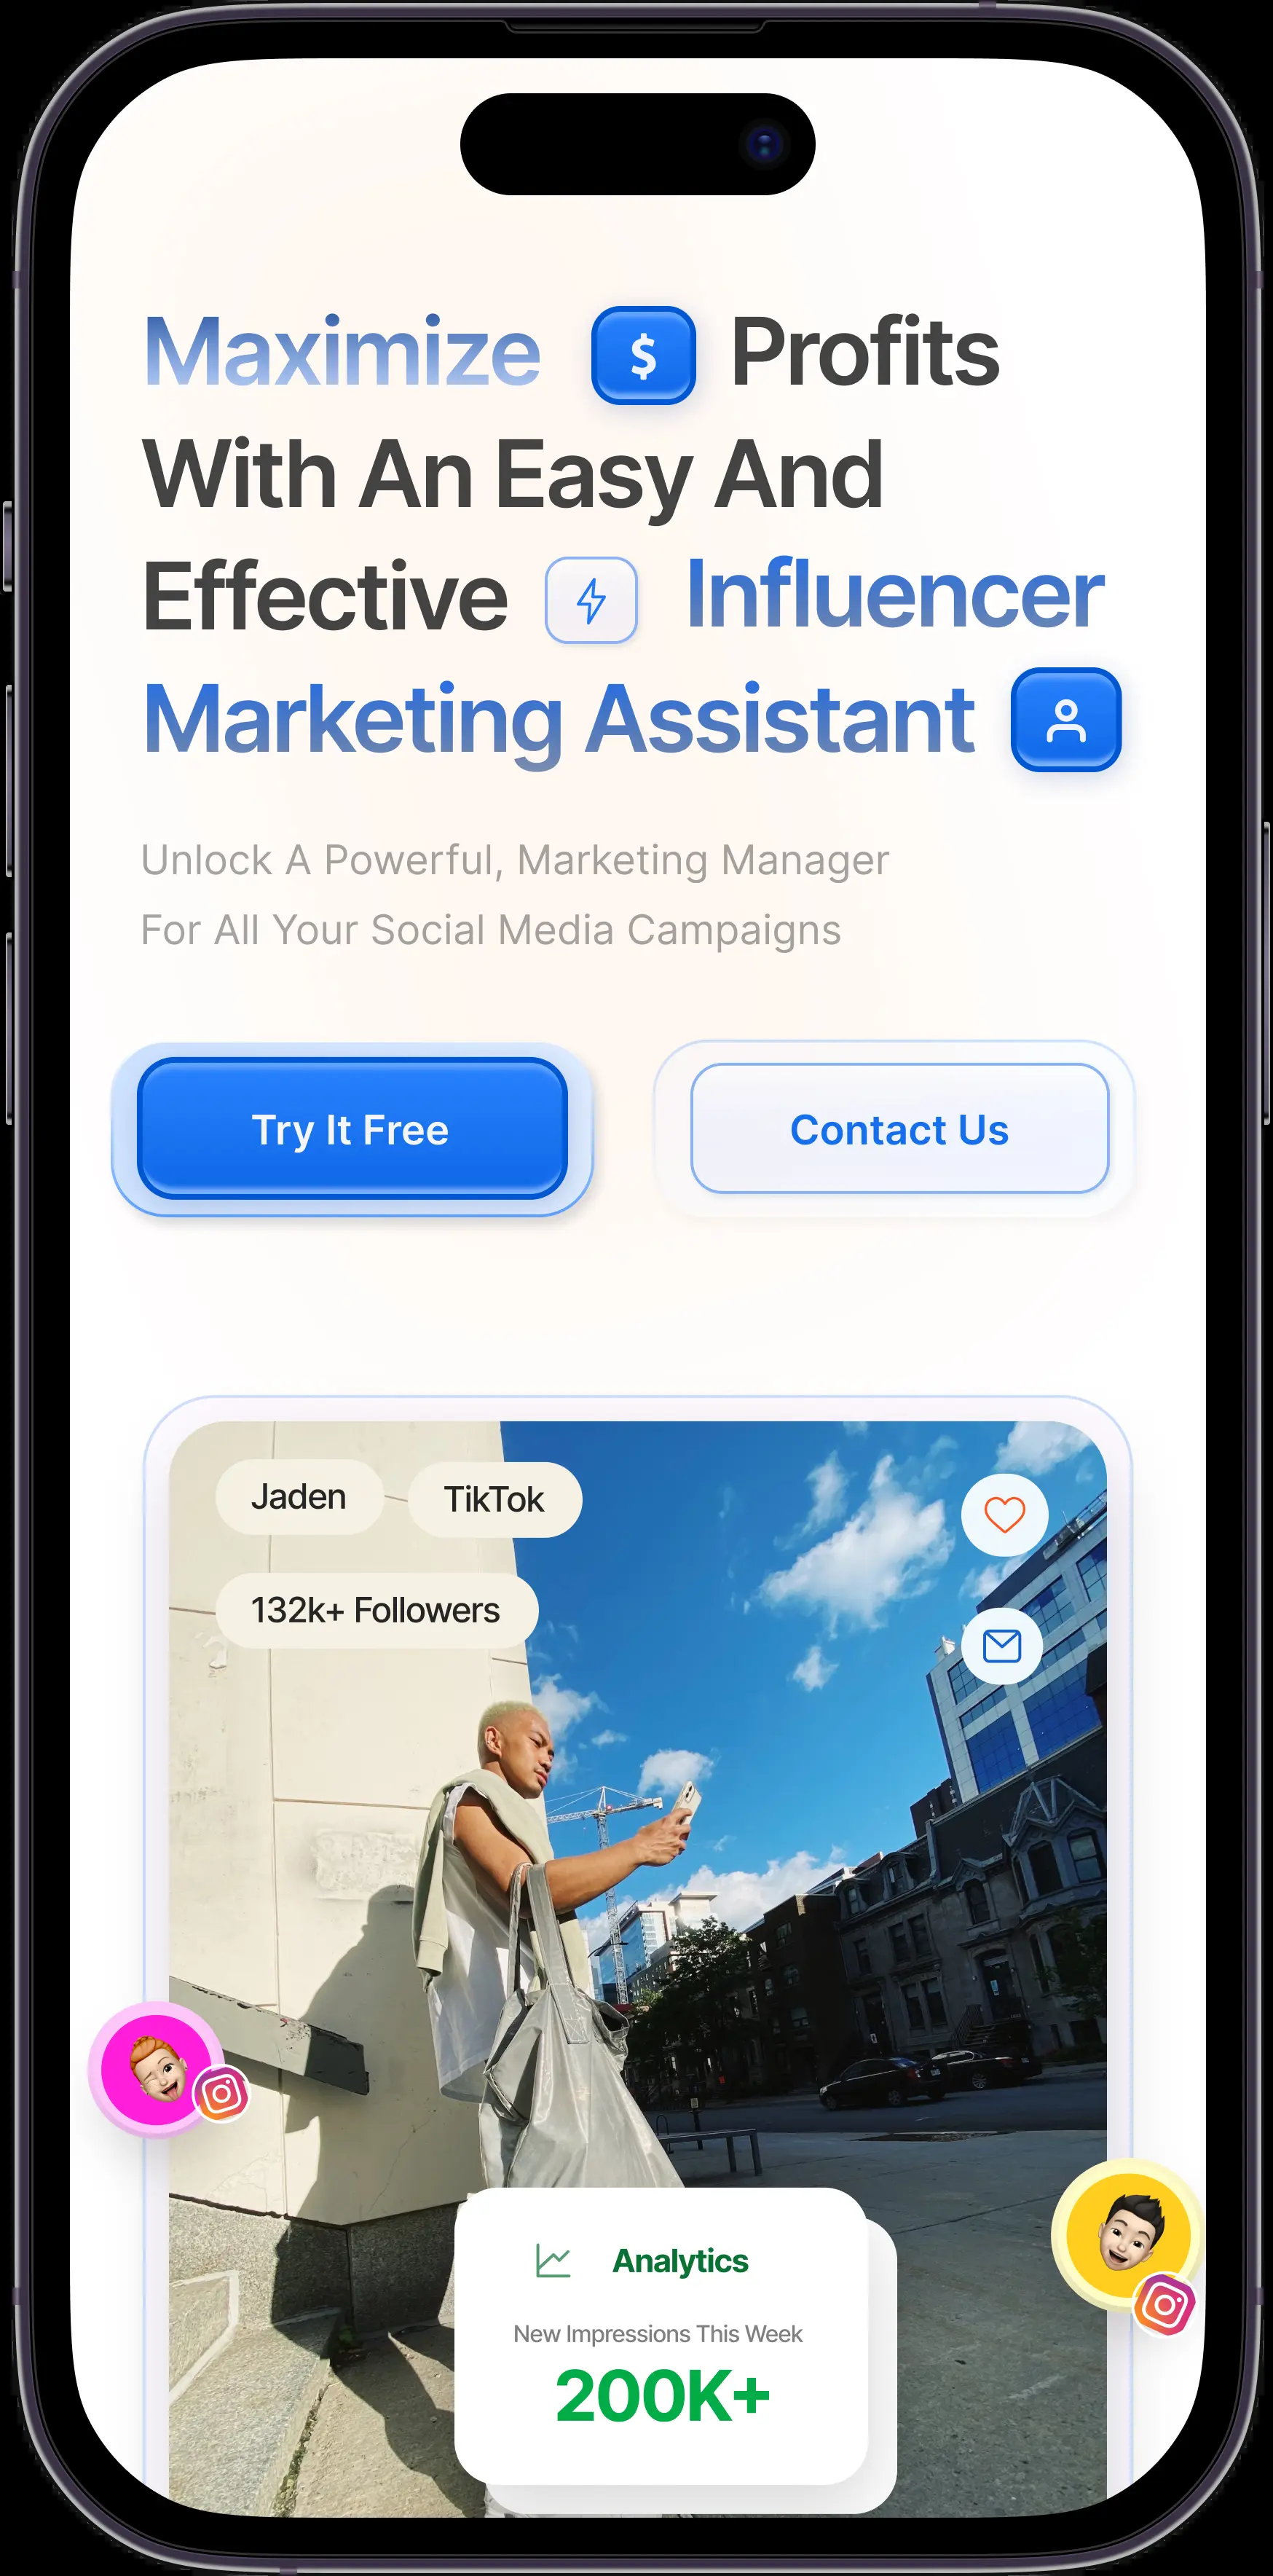 Maximize $ Profits
With An Easy And
Effective Influencer
Marketing Assistant
Unlock A Powerful, Marketing Manager
For All Your Social Media Campaigns
Try It Free
Contact Us
Jaden
TikTok
132k+ Followers
Analytics
New Impressions This Week
200K+